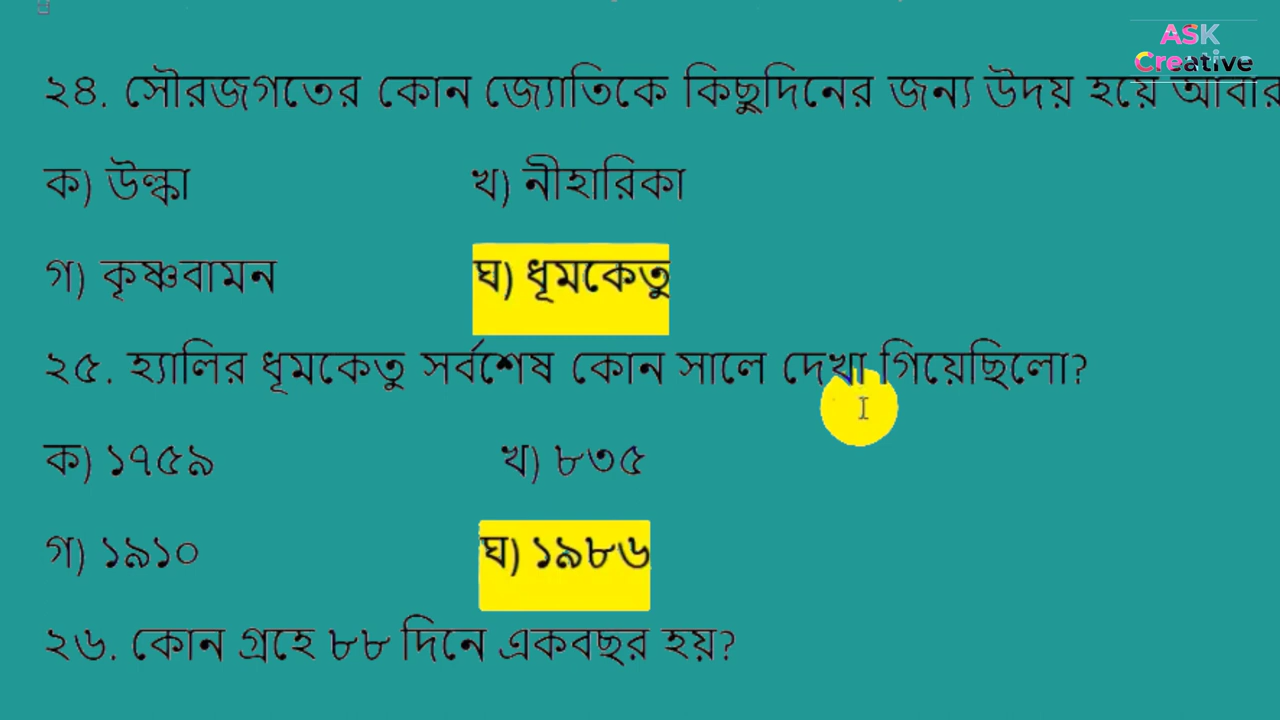 ASK
Creative
২৪. সৌরজগতের কোন জ্যোতিকে কিছুদিনের জন্য উদয় হয়ে আবার
ক) উল্কা খ) নীহারিকা
গ) কৃষ্ণবামন ঘ) ধূমকেতু
২৫. হ্যালির ধূমকেতু সর্বশেষ কোন সালে দেখা গিয়েছিলো?
ক) ১৭৫৯ খ) ৮৩৫
গ) ১৯১০ ঘ) ১৯৮৬
২৬. কোন গ্রহে ৮৮ দিনে একবছর হয়?